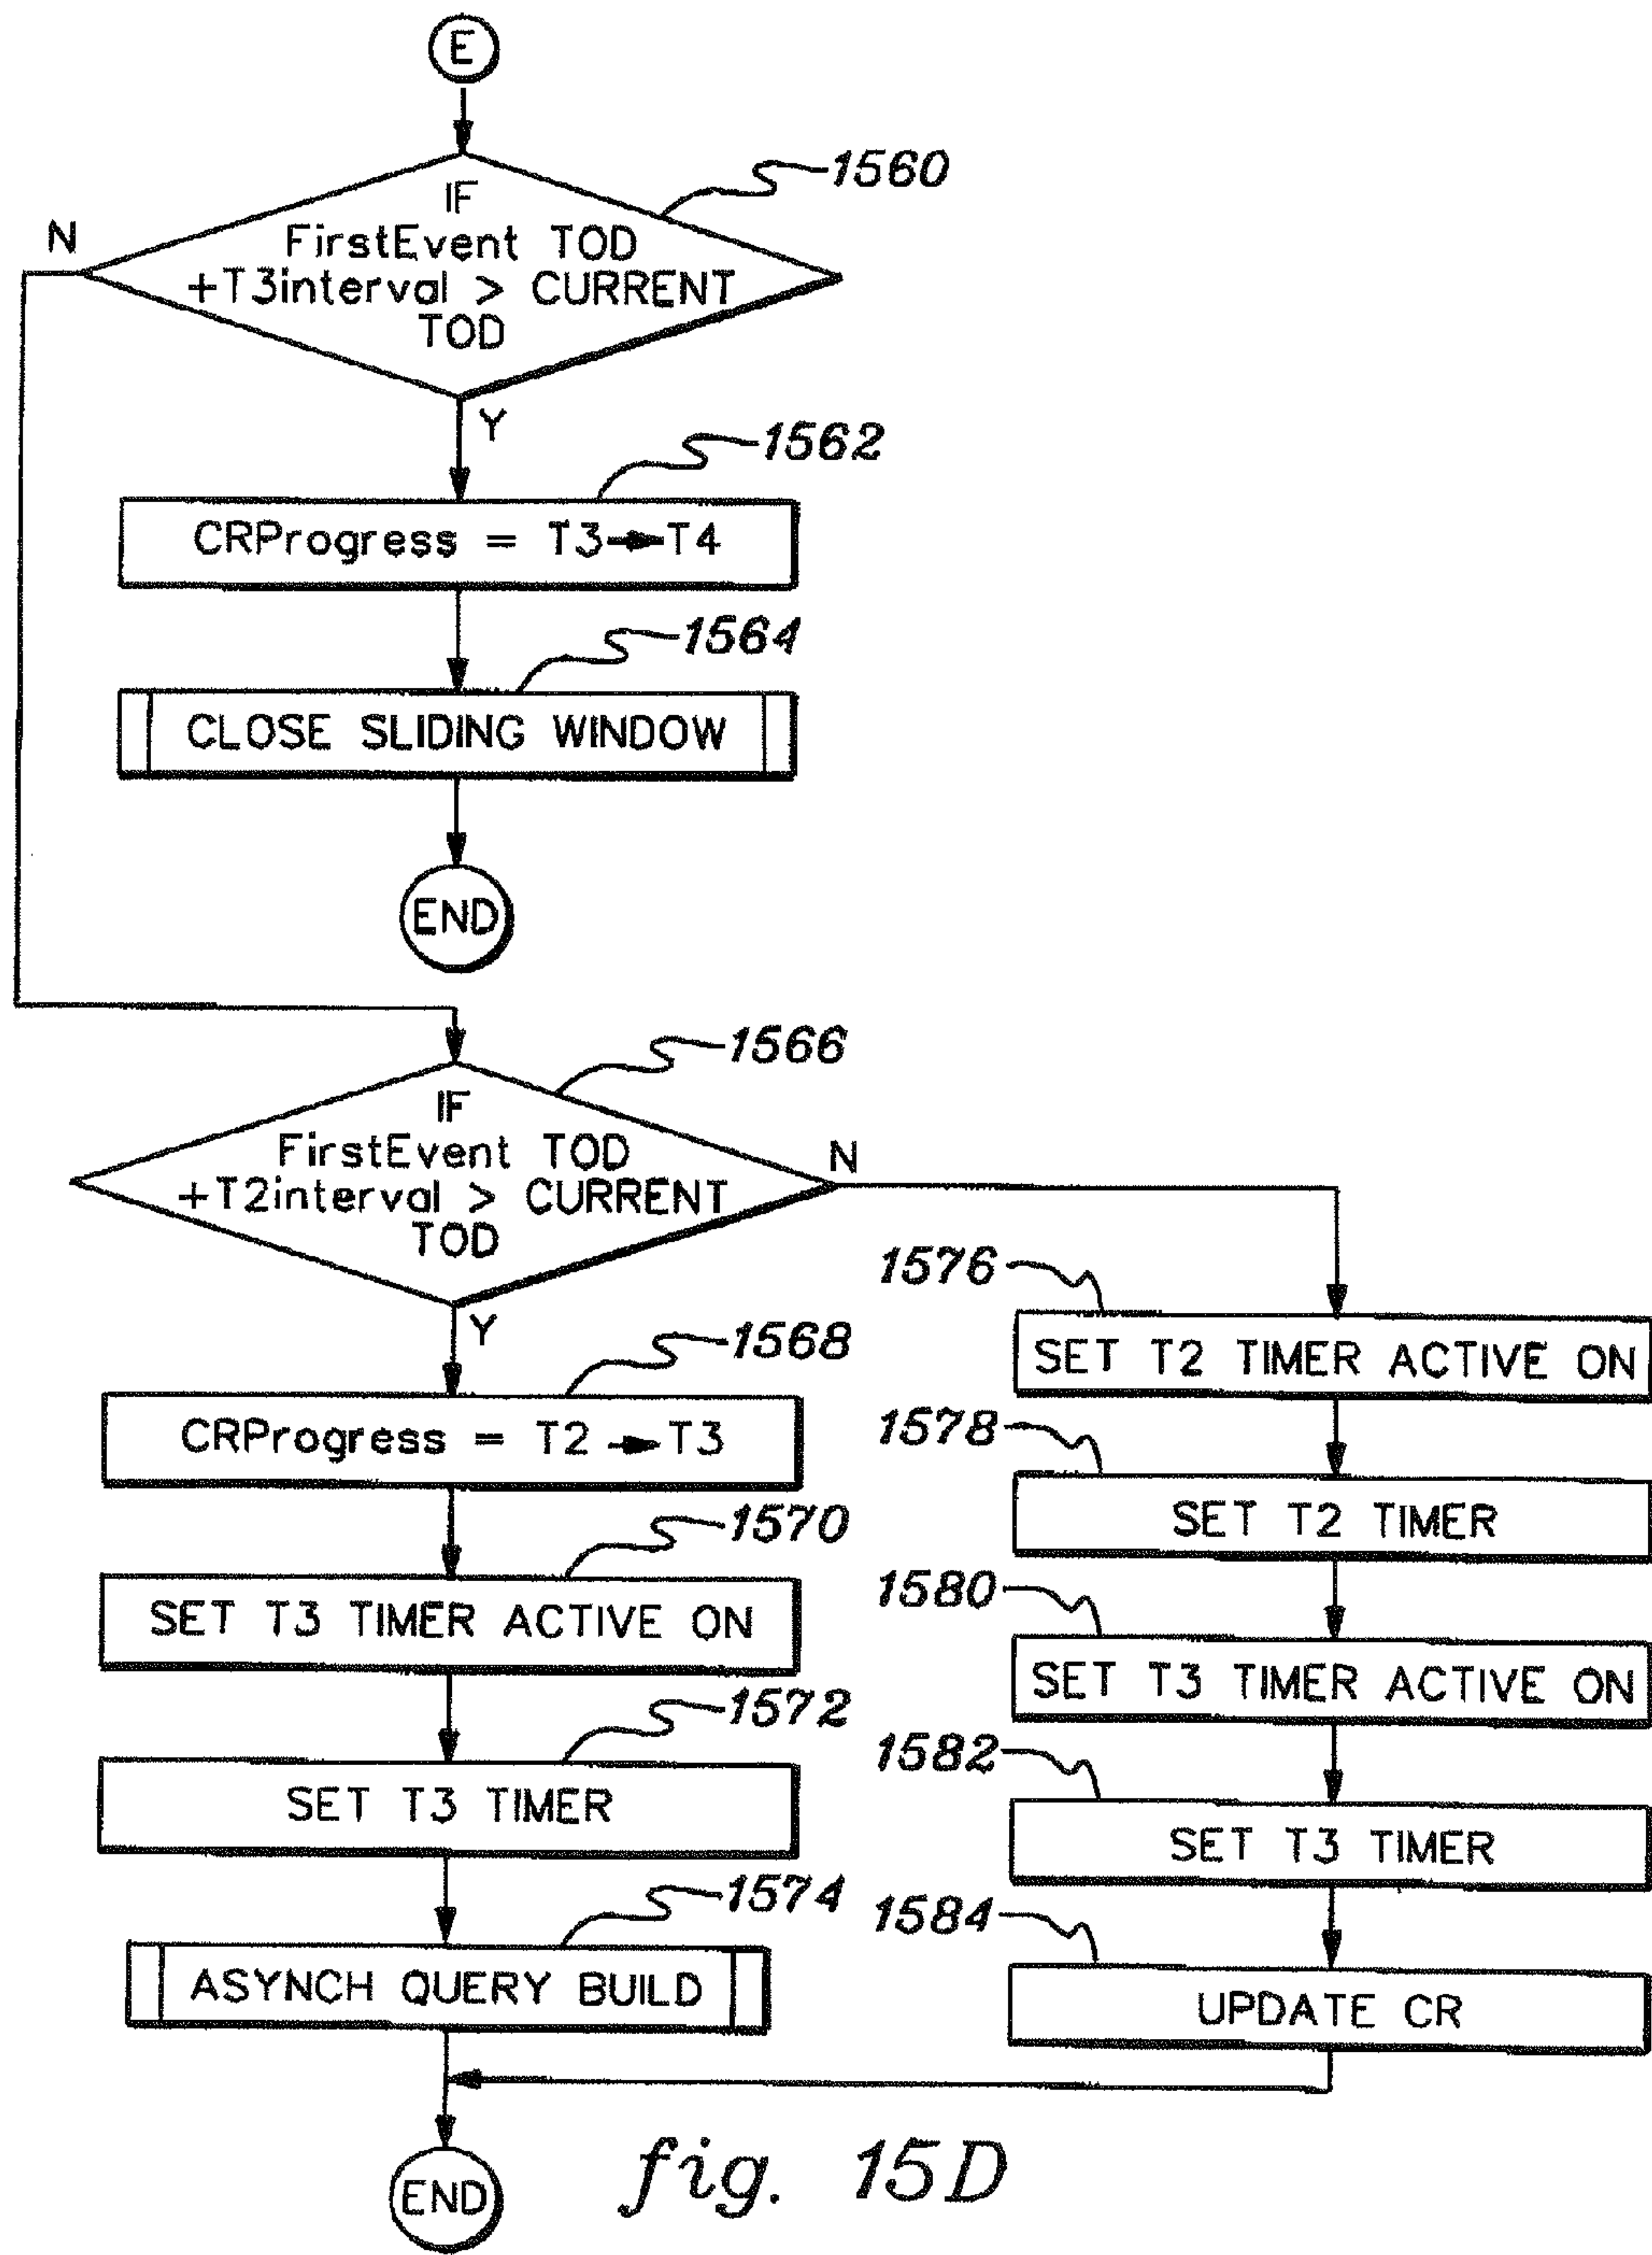 E
1560
IF
FirstEvent TOD
+T3interval > CURRENT
TOD
N
Y
1562
CRProgress = T3→T4
1564
CLOSE SLIDING WINDOW
END
1566
IF
FirstEvent TOD
+T2interval > CURRENT
TOD
N
Y
1568
CRProgress = T2 → T3
1570
SET T3 TIMER ACTIVE ON
1572
SET T3 TIMER
1574
ASYNCH QUERY BUILD
1576
SET T2 TIMER ACTIVE ON
1578
SET T2 TIMER
1580
SET T3 TIMER ACTIVE ON
1582
SET T3 TIMER
1584
UPDATE CR
END
fig. 15D